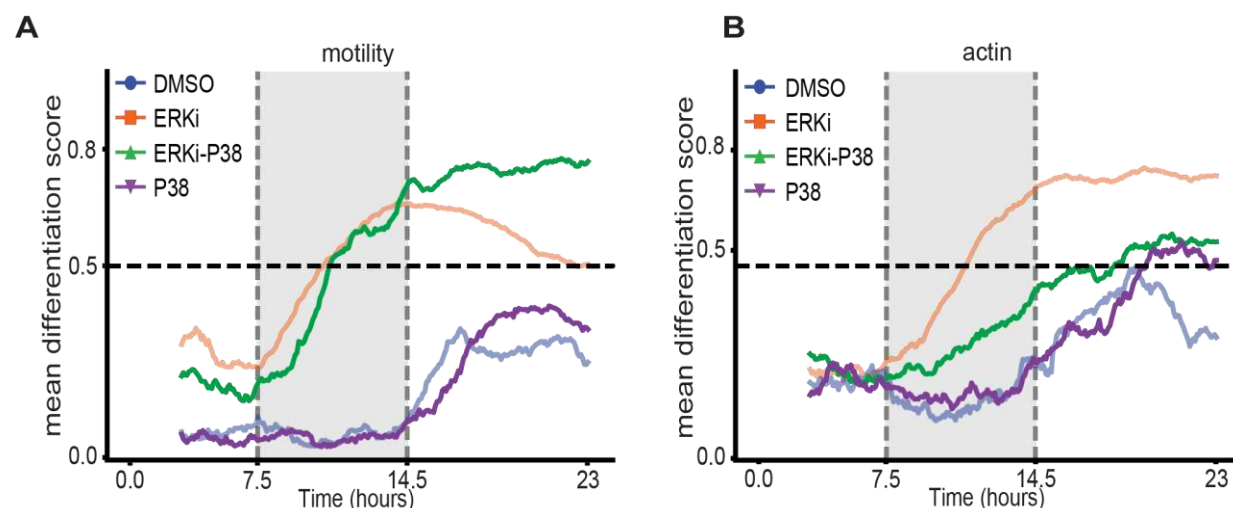 A
motility
mean differentiation score
DMSO
ERKi
ERKi-P38
P38
0.8
0.5
0.0
0.0
7.5
14.5
23
Time (hours)
B
actin
mean differentiation score
DMSO
ERKi
ERKi-P38
P38
0.8
0.5
0.0
0.0
7.5
14.5
23
Time (hours)